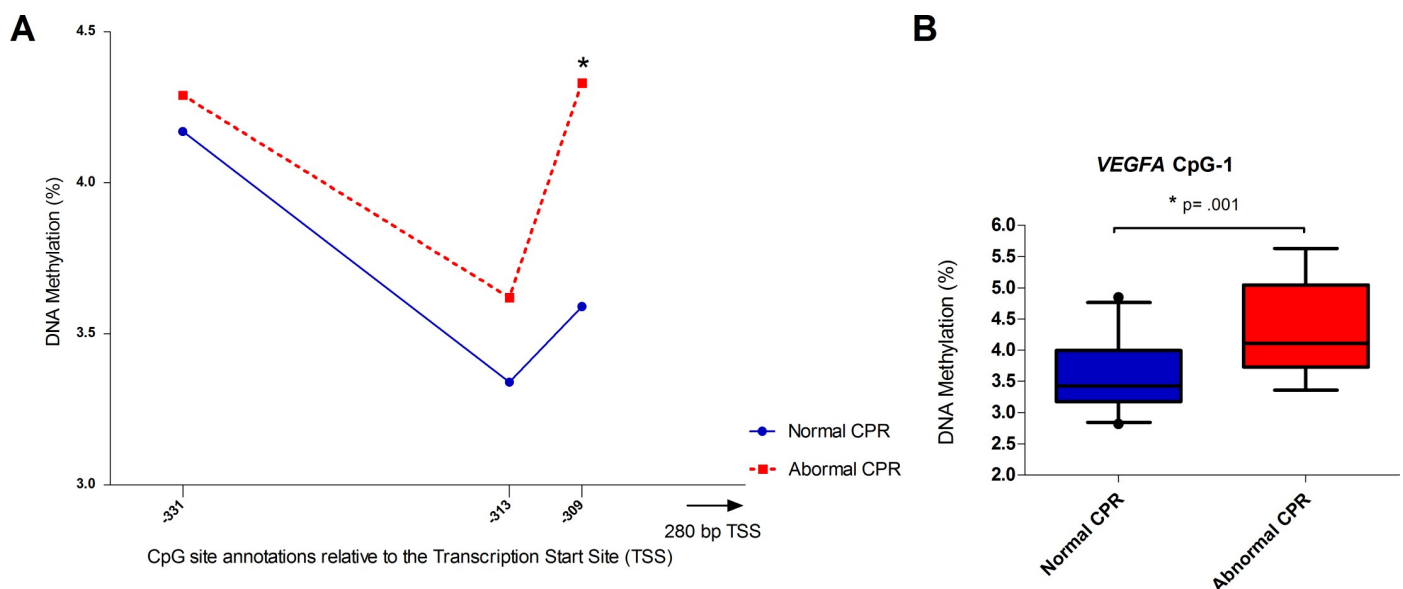 A
4.5
4.0
3.5
3.0
DNA Methylation (%)
*
Normal CPR
Abormal CPR
-331
-313
-309
280 bp TSS
CpG site annotations relative to the Transcription Start Site (TSS)
B
VEGFA CpG-1
* p= .001
6.0
5.5
5.0
4.5
4.0
3.5
3.0
2.5
2.0
DNA Methylation (%)
Normal CPR
Abnormal CPR